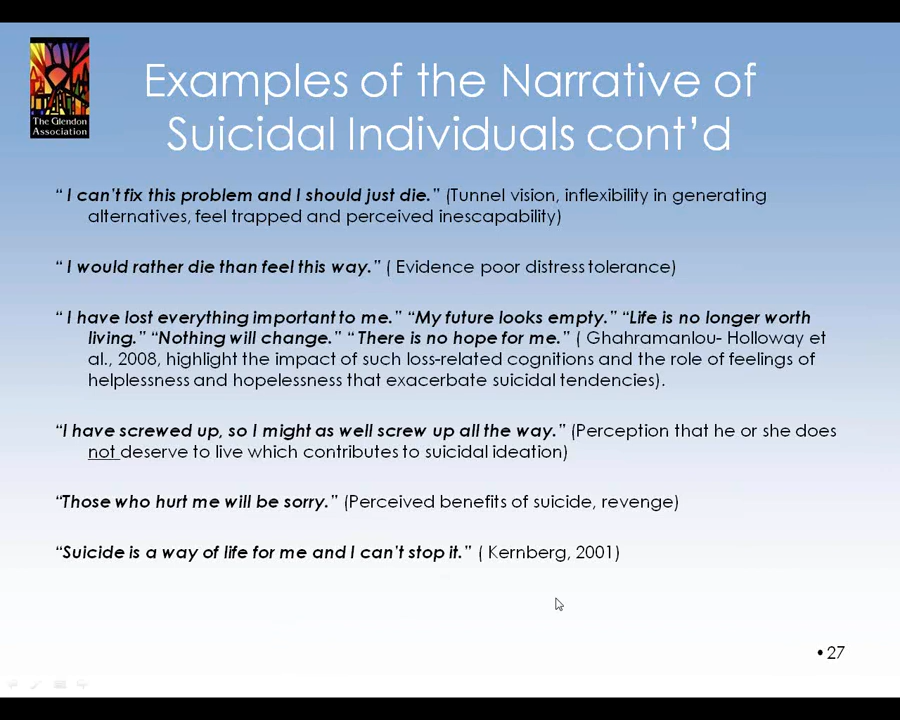 The Glendon
Association
Examples of the Narrative of
Suicidal Individuals cont’d
“ I can’t fix this problem and I should just die.” (Tunnel vision, inflexibility in generating
alternatives, feel trapped and perceived inescapability)
“ I would rather die than feel this way.” ( Evidence poor distress tolerance)
“ I have lost everything important to me.” “My future looks empty.” “Life is no longer worth
living.” “Nothing will change.” “ There is no hope for me.” ( Ghahramanlou- Holloway et
al., 2008, highlight the impact of such loss-related cognitions and the role of feelings of
helplessness and hopelessness that exacerbate suicidal tendencies).
“I have screwed up, so I might as well screw up all the way.” (Perception that he or she does
not deserve to live which contributes to suicidal ideation)
“Those who hurt me will be sorry.” (Perceived benefits of suicide, revenge)
“Suicide is a way of life for me and I can’t stop it.” ( Kernberg, 2001)
• 27